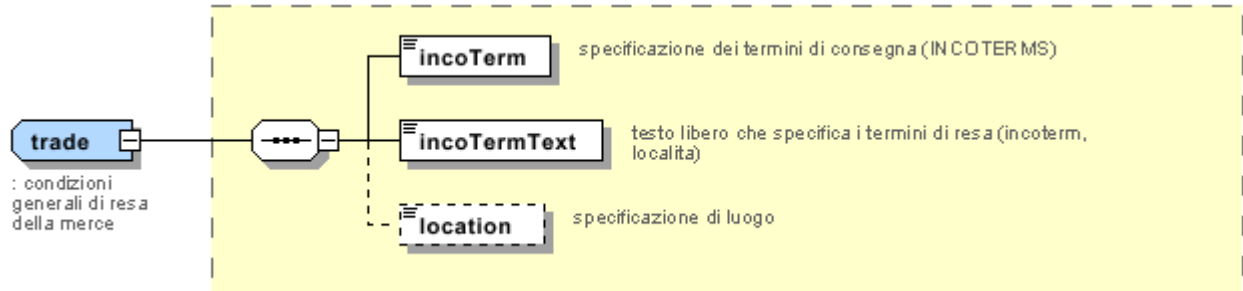 incoTerm
specificazione dei termini di consegna (INCOTERMS)
trade
: condizioni
generali di resa
della merce
incoTermText
testo libero che specifica i termini di resa (incoterm,
localita)
location
specificazione di luogo